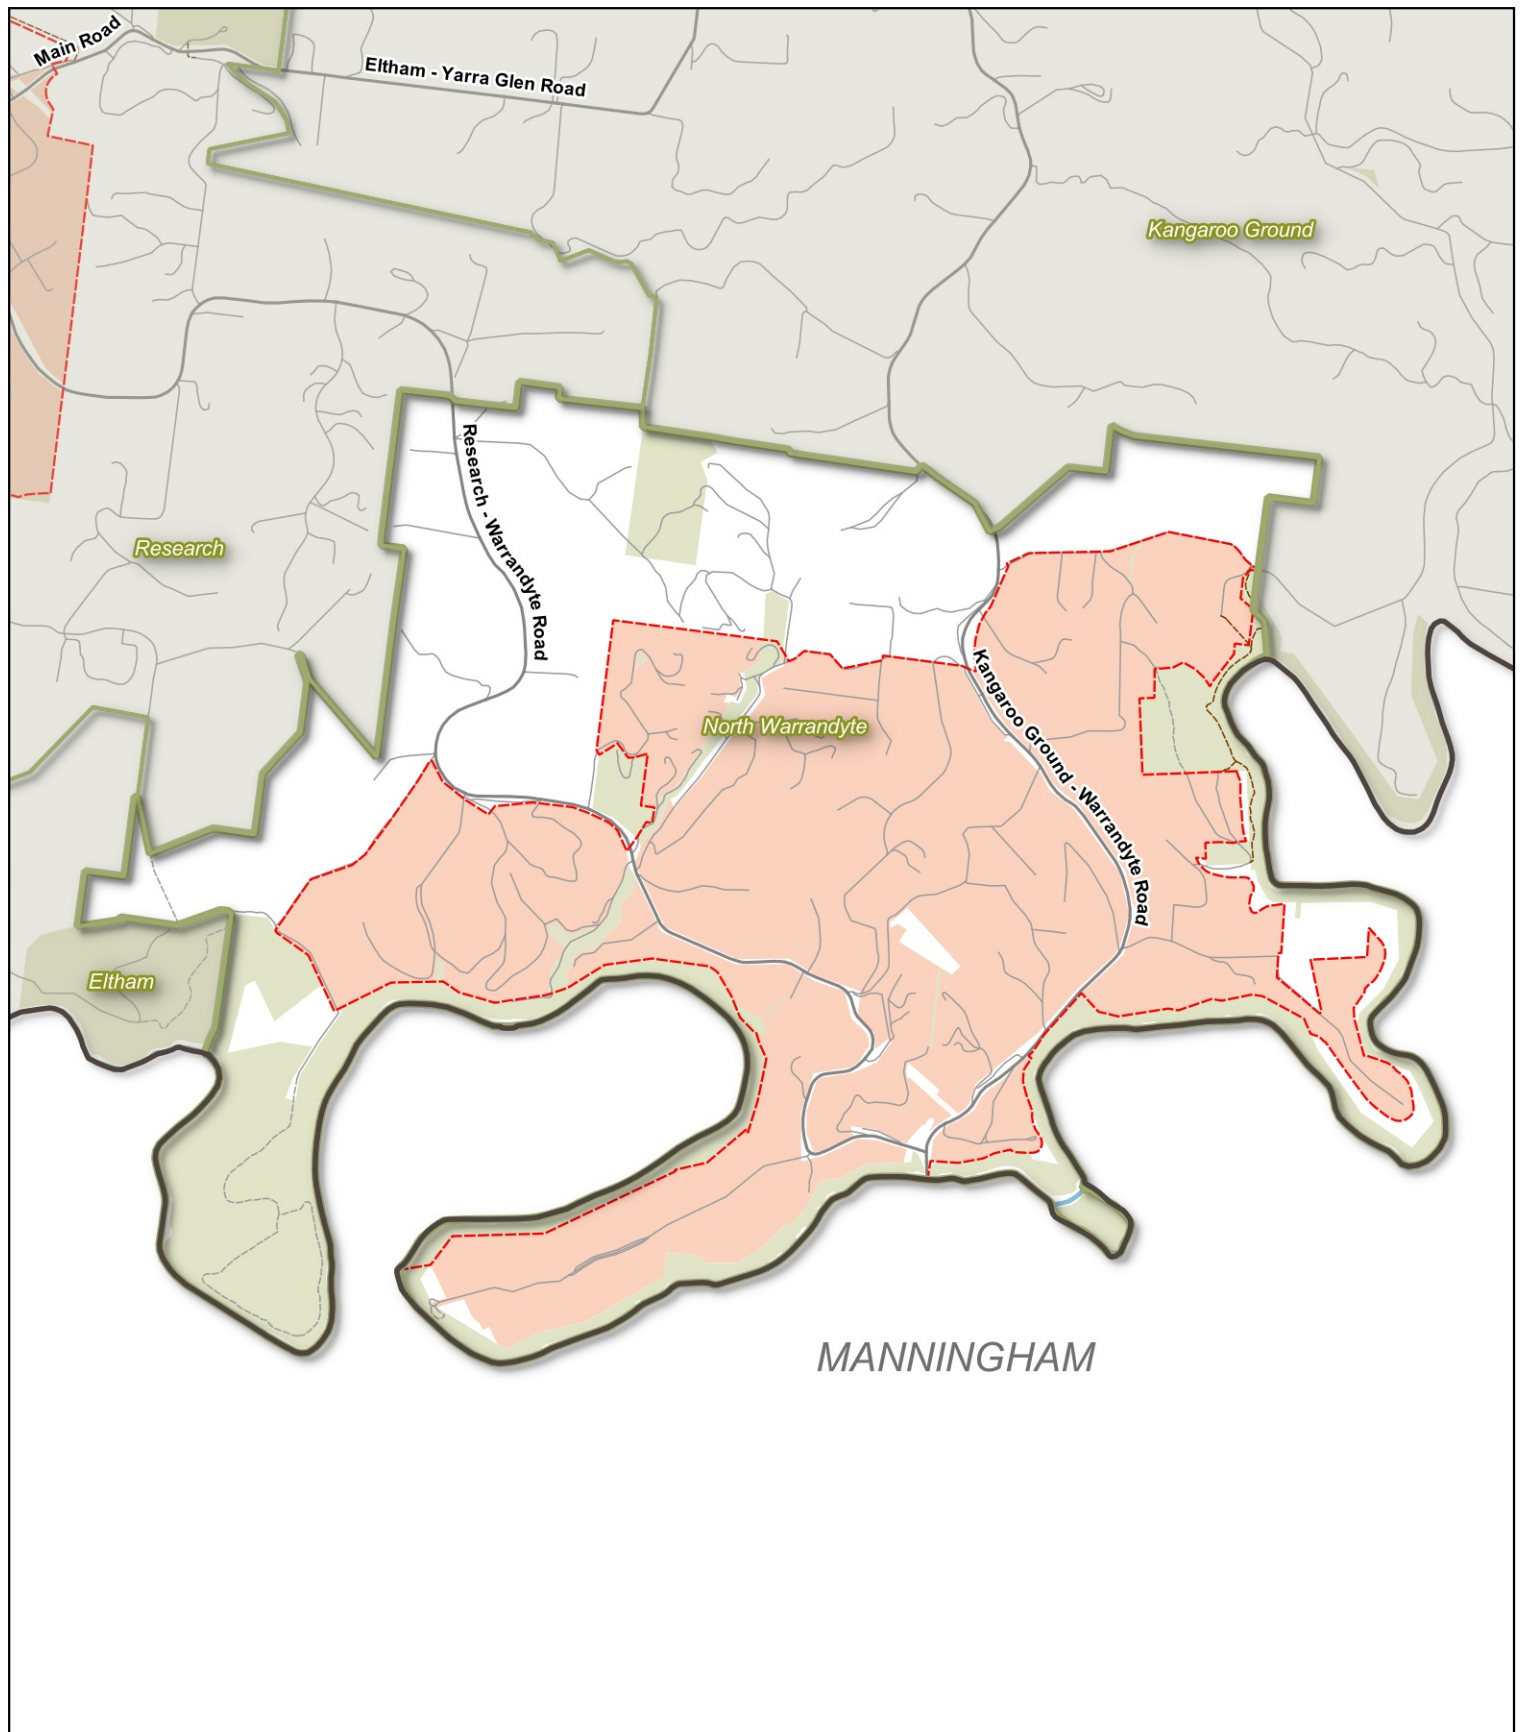 Main Road
Eltham - Yarra Glen Road
Kangaroo Ground
Research - Warrandyte Road
Research
Kangaroo Ground - Warrandyte Road
North Warrandyte
Eltham
MANNINGHAM